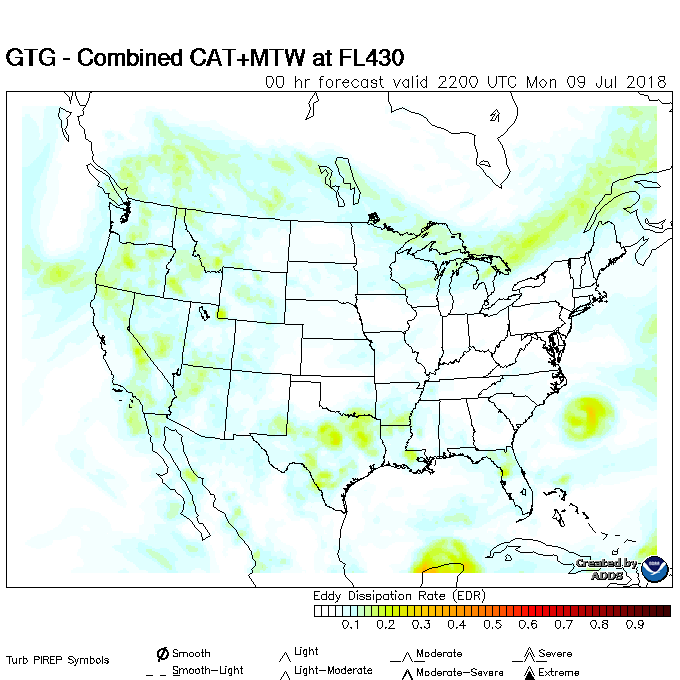 GTG - Combined CAT+MTW at FL430
00 hr forecast valid 2200 UTC Mon 09 Jul 2018
Created by
ADDS
Eddy Dissipation Rate (EDR)
0.1 0.2 0.3 0.4 0.5 0.6 0.7 0.8 0.9
Turb PIREP Symbols
Smooth Light Moderate Severe
Smooth-Light Light-Moderate Moderate-Severe Extreme